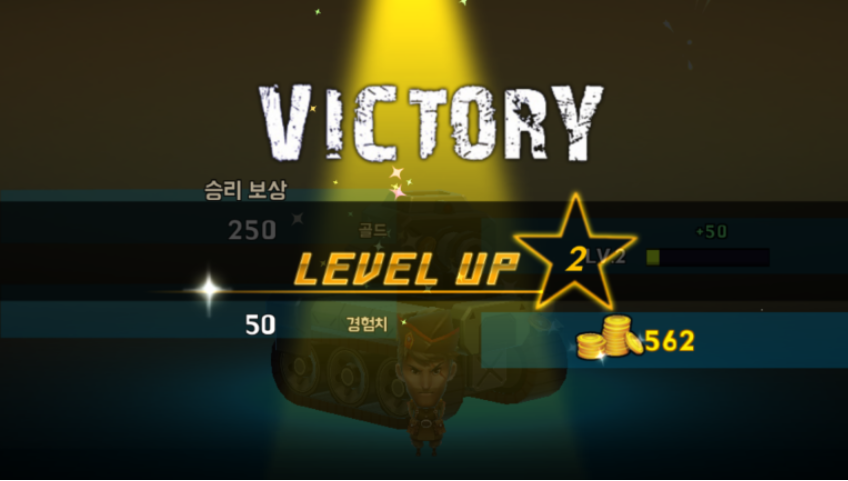 VICTORY
승리 보상
250 골드
+50
LV.2
LEVEL UP 2
50 경험치
562